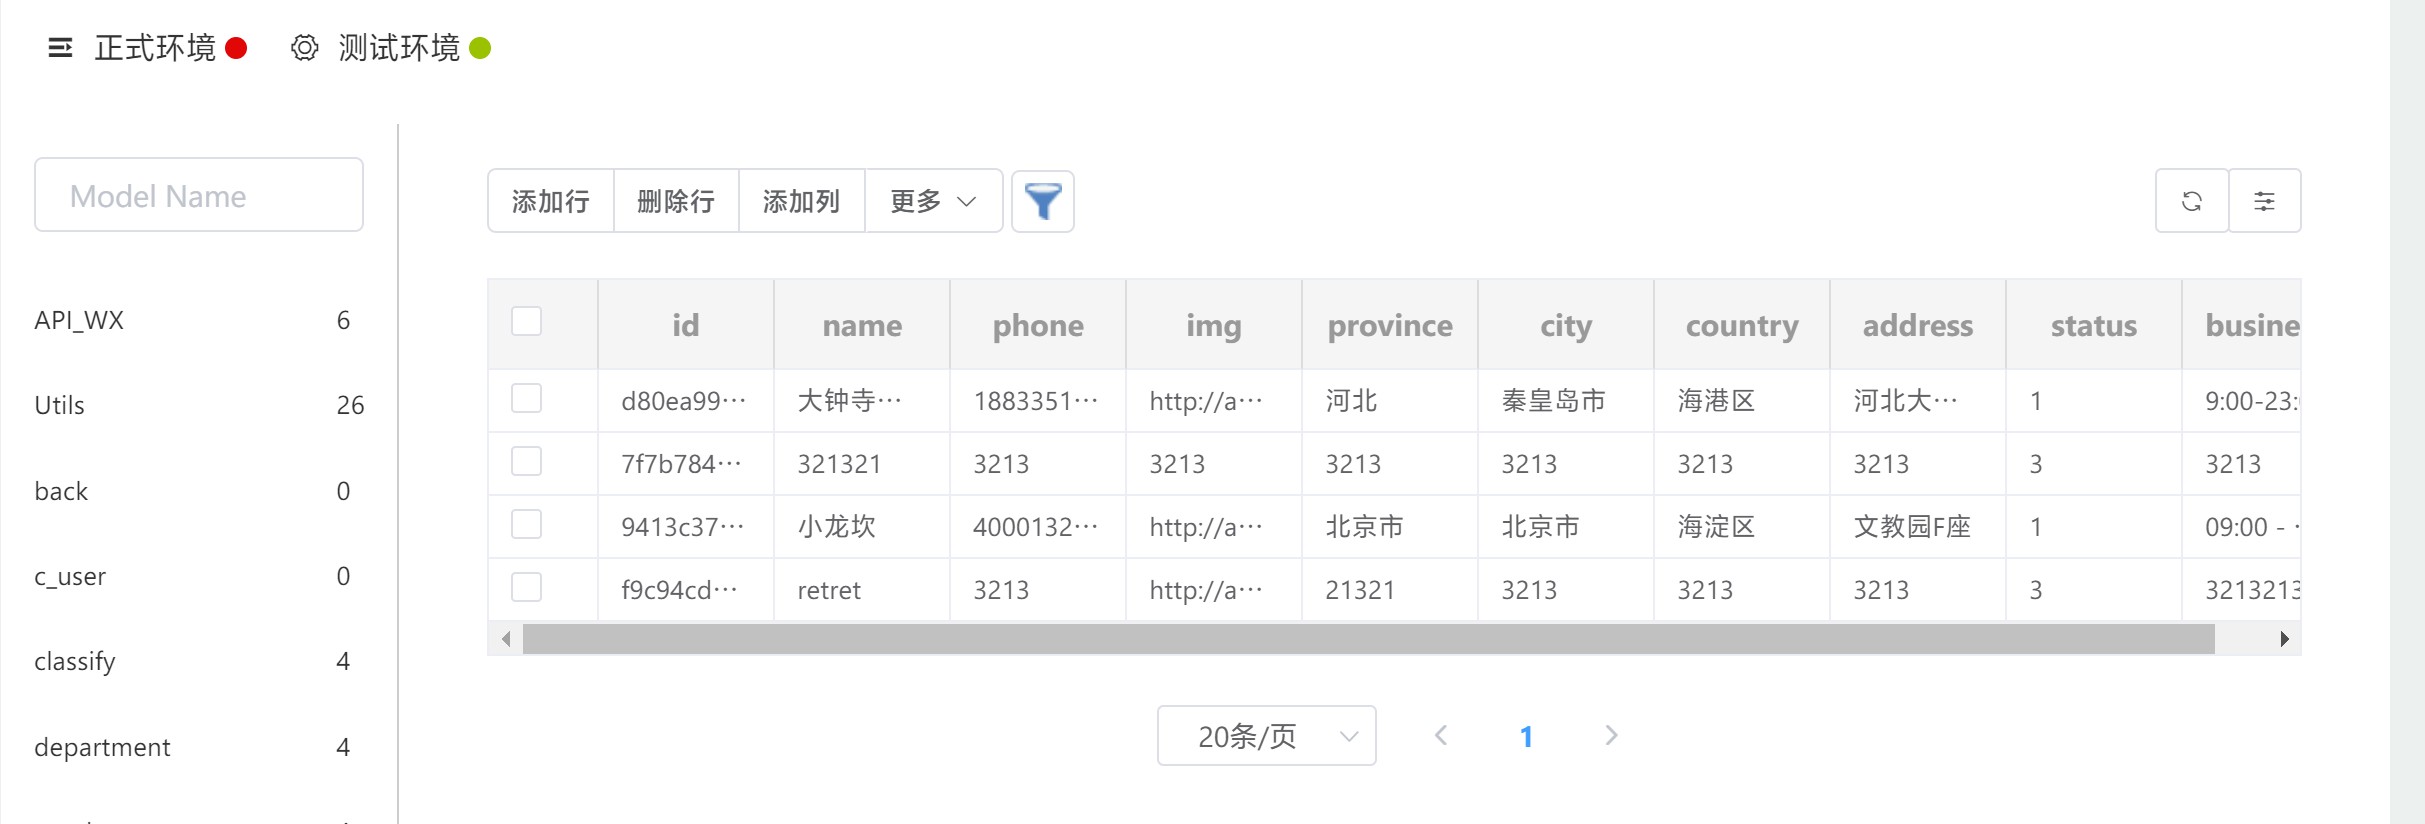 正式环境 测试环境
Model Name
API_WX 6
Utils 26
back 0
c_user 0
classify 4
department 4
添加行 删除行 添加列 更多
id name phone img province city country address status busine
d80ea99··· 大钟寺··· 1883351··· http://a··· 河北 秦皇岛市 海港区 河北大··· 1 9:00-23:
7f7b784··· 321321 3213 3213 3213 3213 3213 3213 3 3213
9413c37··· 小龙坎 4000132··· http://a··· 北京市 北京市 海淀区 文教园F座 1 09:00 - ·
f9c94cd··· retret 3213 http://a··· 21321 3213 3213 3213 3 3213213
20条/页 1